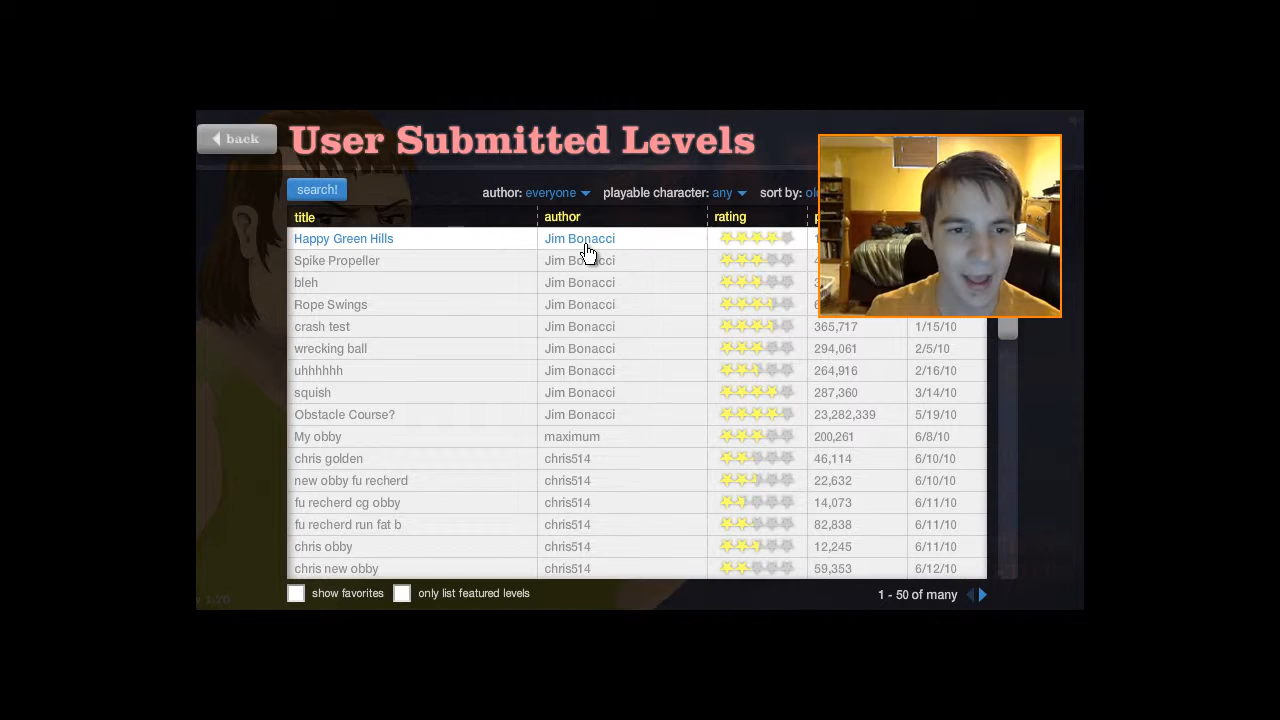 back
User Submitted Levels
search!
author: everyone playable character: any sort by:
title author rating
Happy Green Hills Jim Bonacci
Spike Propeller Jim Bonacci
bleh Jim Bonacci
Rope Swings Jim Bonacci
crash test Jim Bonacci 365,717 1/15/10
wrecking ball Jim Bonacci 294,061 2/5/10
uhhhhhh Jim Bonacci 264,916 2/16/10
squish Jim Bonacci 287,360 3/14/10
Obstacle Course? Jim Bonacci 23,282,339 5/19/10
My obby maximum 200,261 6/8/10
chris golden chris514 46,114 6/10/10
new obby fu recherd chris514 22,632 6/10/10
fu recherd cg obby chris514 14,073 6/11/10
fu recherd run fat b chris514 82,838 6/11/10
chris obby chris514 12,245 6/11/10
chris new obby chris514 59,353 6/12/10
show favorites only list featured levels 1 - 50 of many
v 1.70